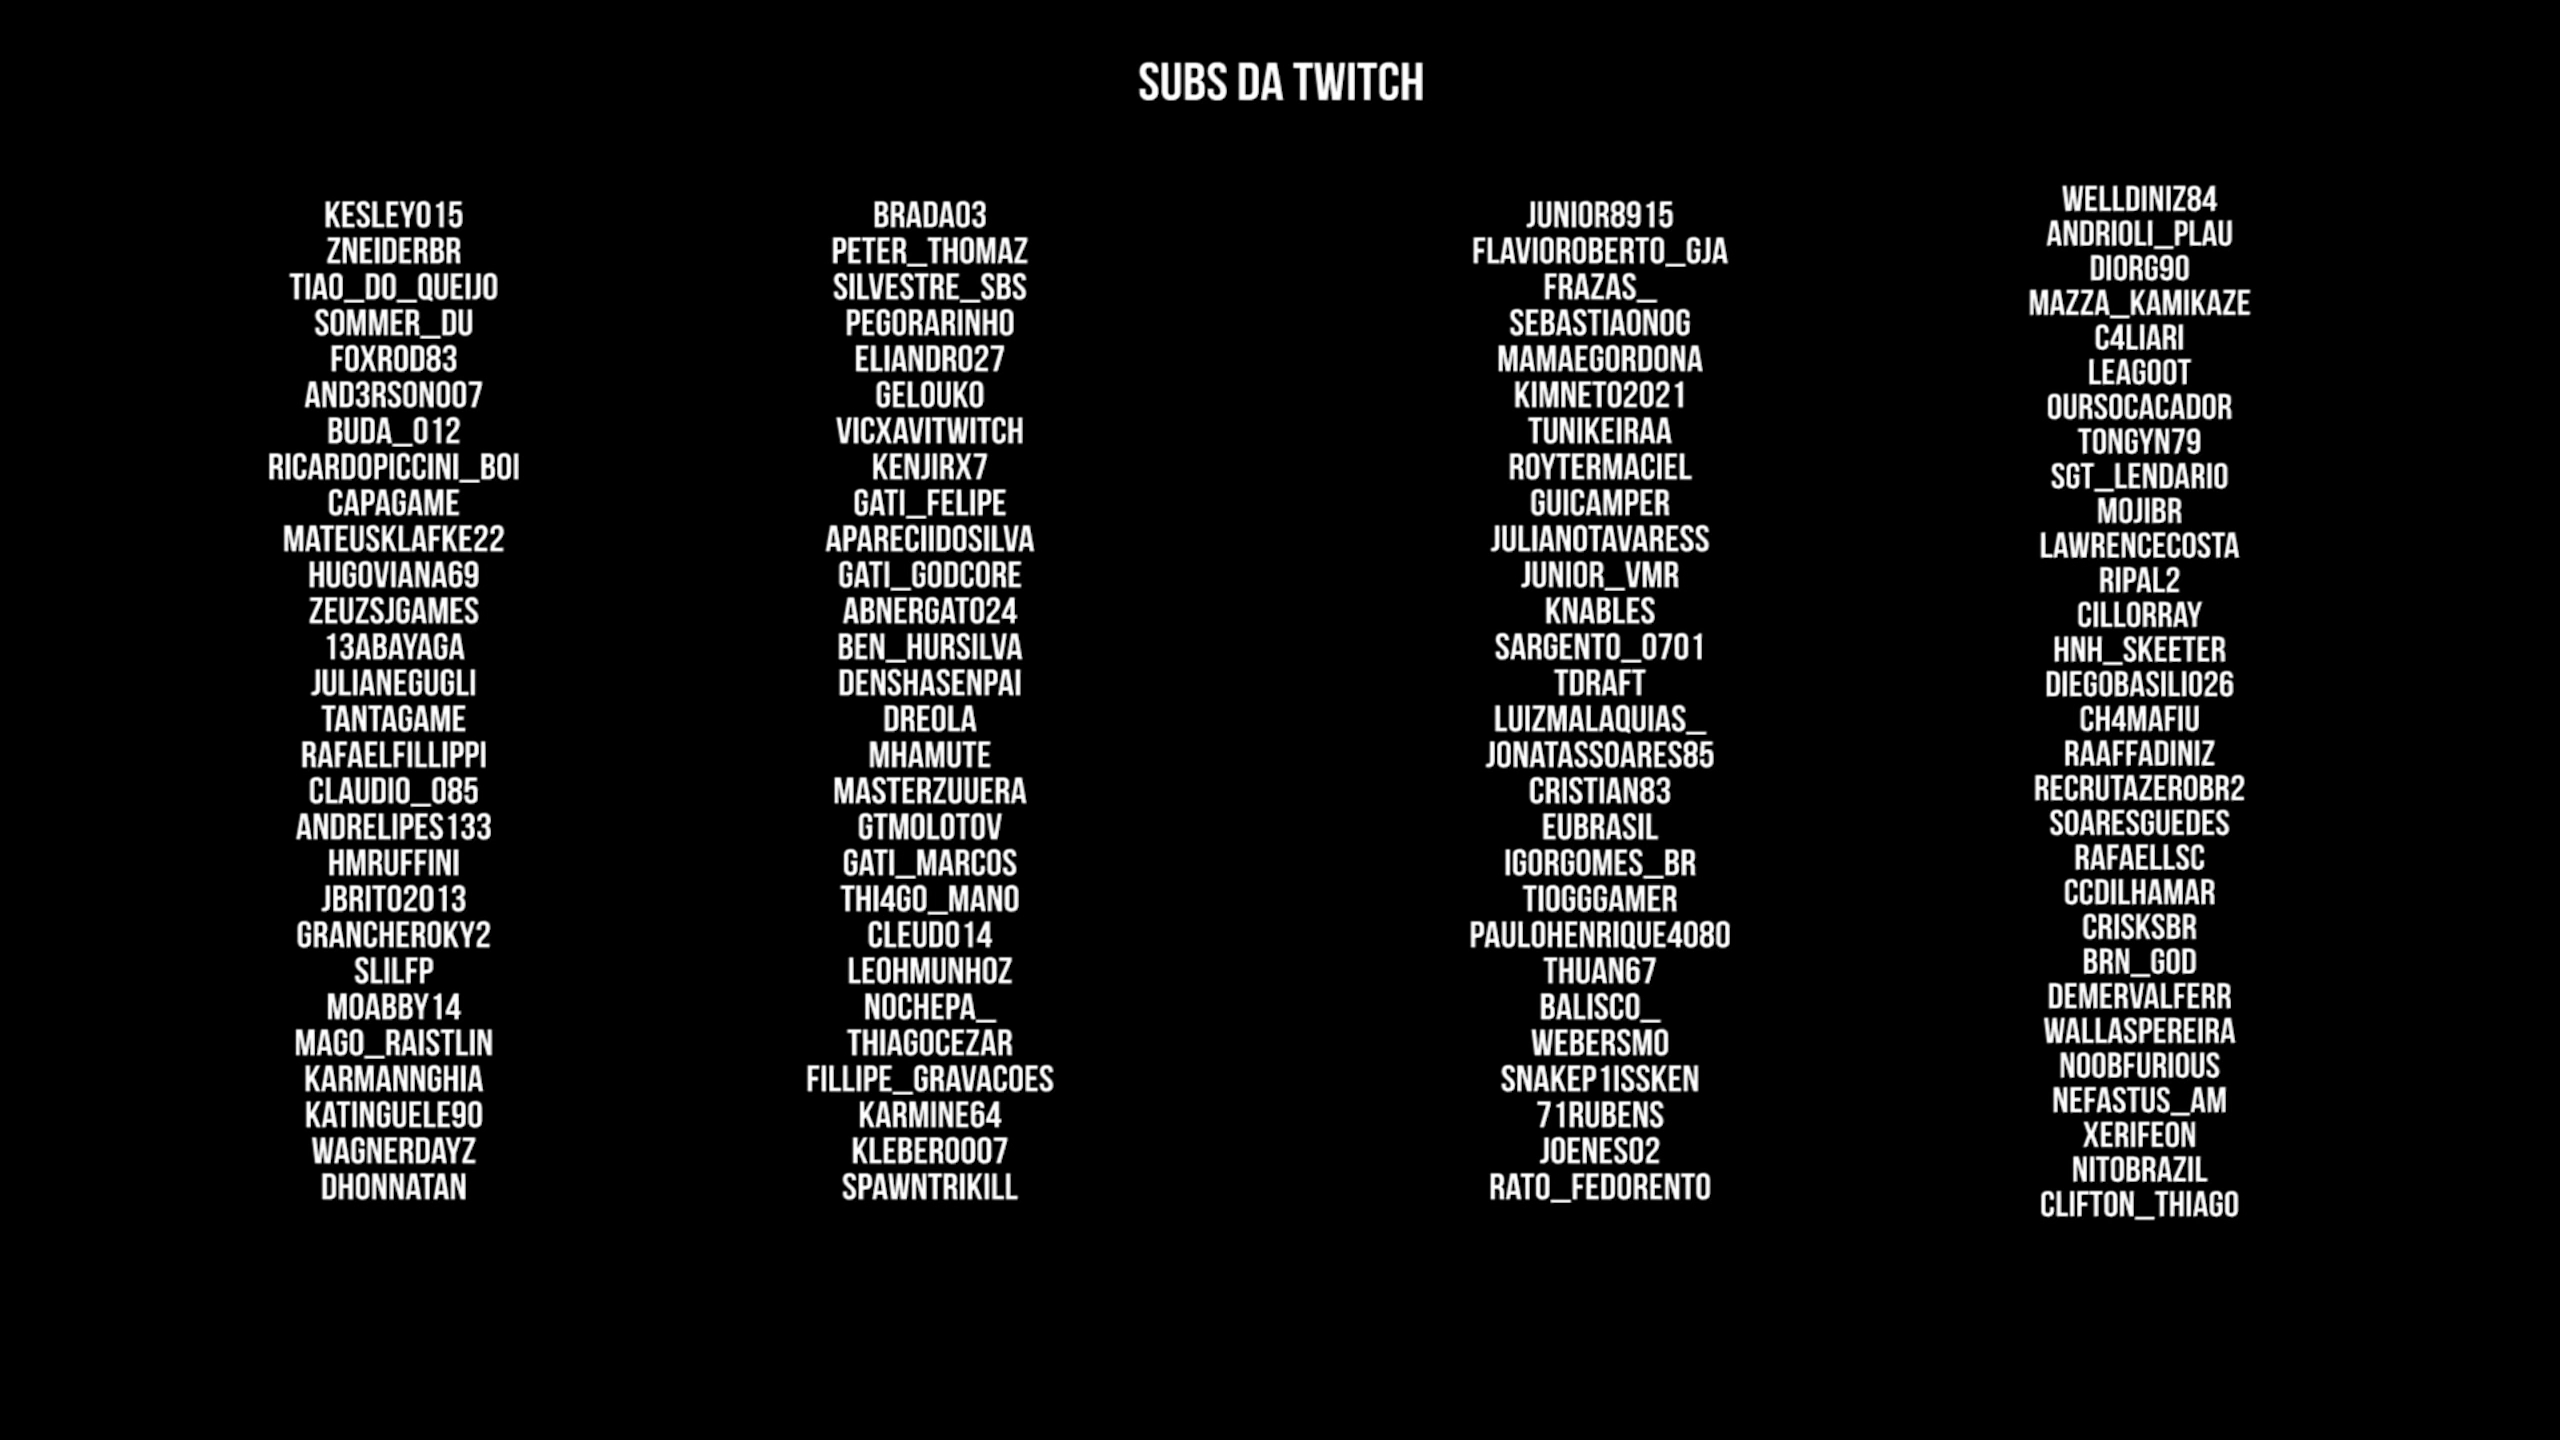 SUBS DA TWITCH
KESLEY015
ZNEIDERBR
TIAO_DO_QUEIJO
SOMMER_DU
FOXROD83
AND3RSON007
BUDA_012
RICARDOPICCINI_BOI
CAPAGAME
MATEUSKLAFKE22
HUGOVIANA69
ZEUZSJGAMES
13ABAYAGA
JULIANEGUGLI
TANTAGAME
RAFAELFILLIPPI
CLAUDIO_085
ANDRELIPES133
HMRUFFINI
JBRITO2013
GRANCHEROKY2
SLILFP
MOABBY14
MAGO_RAISTLIN
KARMANNGHIA
KATINGUELE90
WAGNERDAYZ
DHONNATAN
BRADA03
PETER_THOMAZ
SILVESTRE_SBS
PEGORARINHO
ELIANDRO27
GELOUKO
VICXAVITWITCH
KENJIRX7
GATI_FELIPE
APARECIIDOSILVA
GATI_GODCORE
ABNERGATO24
BEN_HURSILVA
DENSHASENPAI
DREOLA
MHAMUTE
MASTERZUUERA
GTMOLOTOV
GATI_MARCOS
THI4GO_MANO
CLEUDO14
LEOHMUNHOZ
NOCHEPA_
THIAGOCEZAR
FILLIPE_GRAVACOES
KARMINE64
KLEBER0007
SPAWNTRIKILL
JUNIOR8915
FLAVIOROBERTO_GJA
FRAZAS_
SEBASTIAONOG
MAMAEGORDONA
KIMNETO2021
TUNIKEIRAA
ROYTERMACIEL
GUICAMPER
JULIANOTAVARESS
JUNIOR_VMR
KNABLES
SARGENTO_0701
TDRAFT
LUIZMALAQUIAS_
JONATASSOARES85
CRISTIAN83
EUBRASIL
IGORGOMES_BR
TIOGGGAMER
PAULOHENRIQUE4080
THUAN67
BALISCO_
WEBERSMO
SNAKEP1ISSKEN
71RUBENS
JOENES02
RATO_FEDORENTO
WELLDINIZ84
ANDRIOLI_PLAU
DIORG90
MAZZA_KAMIKAZE
C4LIARI
LEAGOOT
OURSOCACADOR
TONGYN79
SGT_LENDARIO
MOJIBR
LAWRENCECOSTA
RIPAL2
CILLORRAY
HNH_SKEETER
DIEGOBASILIO26
CH4MAFIU
RAAFFADINIZ
RECRUTAZEROBR2
SOARESGUEDES
RAFAELLSC
CCDILHAMAR
CRISKSBR
BRN_GOD
DEMERVALFERR
WALLASPEREIRA
NOOBFURIOUS
NEFASTUS_AM
XERIFEON
NITOBRAZIL
CLIFTON_THIAGO